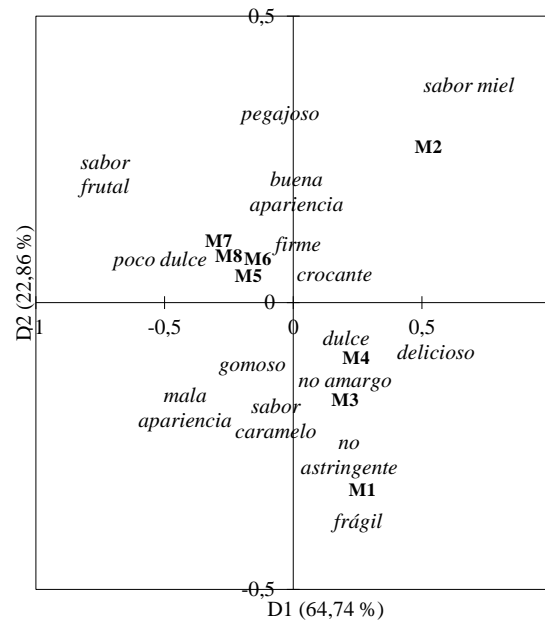 0,5
sabor miel
pegajoso
M2
sabor
frutal
buena
apariencia
M7
firme
M8
M6
poco dulce
M5
crocante
D2 (22,86 %)
0
-1
-0,5
0
0,5
dulce
delicioso
M4
gomoso
no amargo
mala
apariencia
M3
sabor
caramelo
no
astringente
M1
frágil
-0,5
D1 (64,74 %)